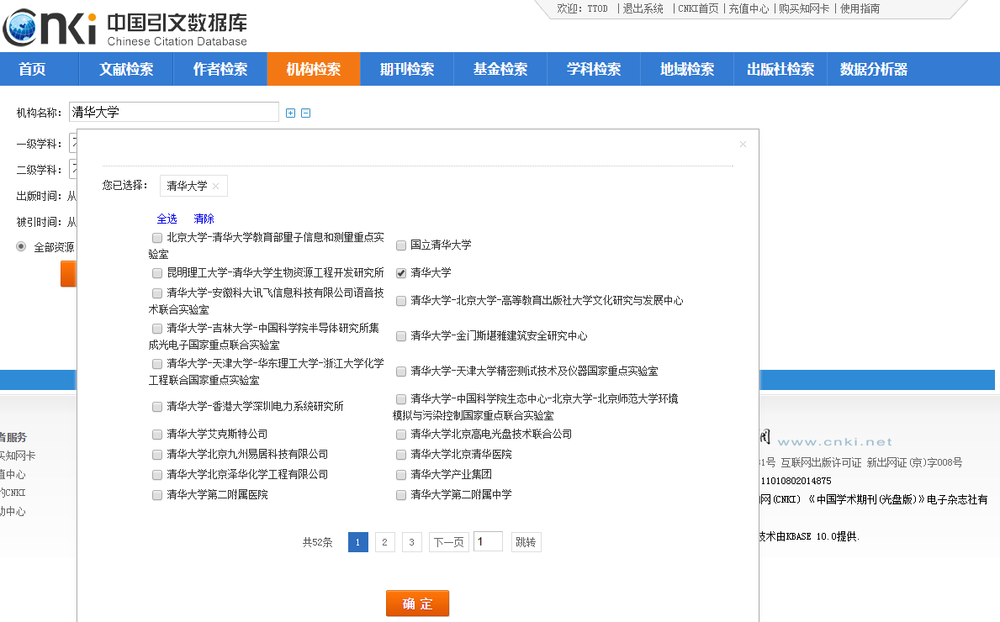 欢迎：TTOD |退出系统 |CNKI首页|充值中心|购买知网卡|使用指南
cnki 中国引文数据库
Chinese Citation Database
首页 文献检索 作者检索 机构检索 期刊检索 基金检索 学科检索 地域检索 出版社检索 数据分析器
机构名称： 清华大学
一级学科：
二级学科：
您已选择： 清华大学 ×
出版时间：从
全选 清除
被引时间：从
北京大学-清华大学教育部量子信息和测量重点实
验室
国立清华大学
全部资源
昆明理工大学-清华大学生物资源工程开发研究所 清华大学
清华大学-安徽科大讯飞信息科技有限公司语音技
术联合实验室
清华大学-北京大学-高等教育出版社大学文化研究与发展中心
清华大学-吉林大学-中国科学院半导体研究所集
成光电子国家重点联合实验室
清华大学-金门斯堪雅建筑安全研究中心
清华大学-天津大学-华东理工大学-浙江大学化学
工程联合国家重点实验室
清华大学-天津大学精密测试技术及仪器国家重点实验室
清华大学-香港大学深圳电力系统研究所
清华大学-中国科学院生态中心-北京大学-北京师范大学环境
模拟与污染控制国家重点联合实验室
清华大学艾克斯特公司 清华大学北京高电光盘技术联合公司
清华大学北京九州易居科技有限公司 清华大学北京清华医院
清华大学北京泽华化学工程有限公司 清华大学产业集团
清华大学第二附属医院 清华大学第二附属中学
共52条 1 2 3 下一页 1 跳转
确 定
者服务
买知网卡
值中心
的CNKI
助中心
网 www.cnki.net
31号 互联网出版许可证 新出网证(京)字008号
11010802014875
网(CNKI)《中国学术期刊(光盘版)》电子杂志社有
技术由KBASE 10.0提供.